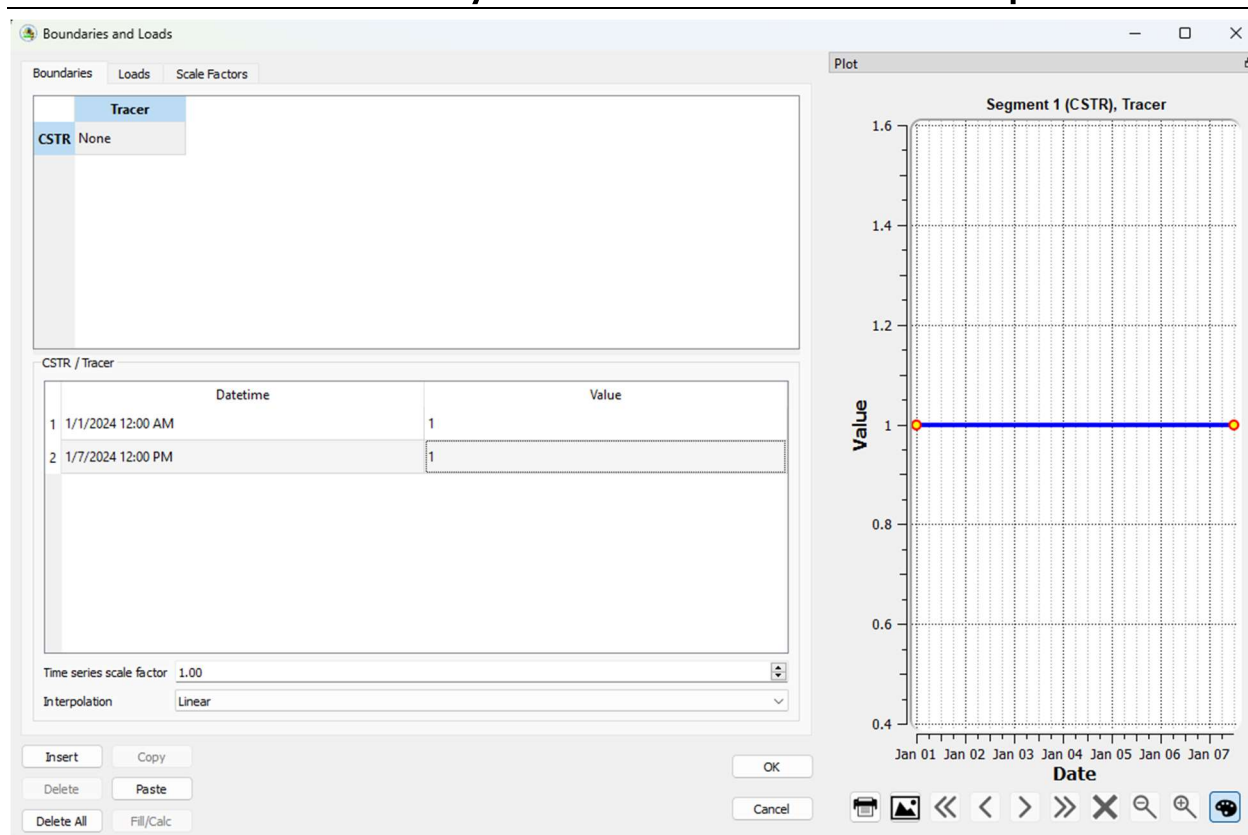 Boundaries and Loads
Boundaries Loads Scale Factors
Tracer
CSTR None
CSTR / Tracer
Datetime Value
1 1/1/2024 12:00 AM 1
2 1/7/2024 12:00 PM 1
Time series scale factor 1.00
Interpolation Linear
Insert Copy
Delete Paste
Delete All Fill/Calc
OK
Cancel
Plot
Segment 1 (CSTR), Tracer
1.6
1.4
1.2
1
0.8
0.6
0.4
Value
Jan 01 Jan 02 Jan 03 Jan 04 Jan 05 Jan 06 Jan 07
Date